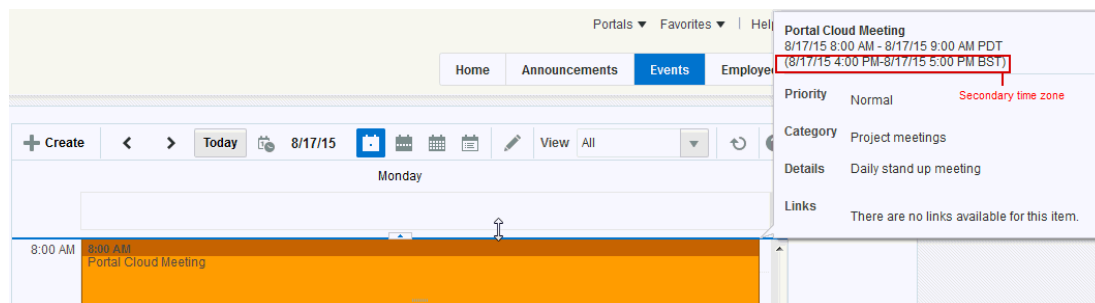 Portals ▼ Favorites ▼ | Help
Home Announcements Events Employee
Create Today 8/17/15 View All
Monday
8:00 AM 8:00 AM
Portal Cloud Meeting
Portal Cloud Meeting
8/17/15 8:00 AM - 8/17/15 9:00 AM PDT
(8/17/15 4:00 PM-8/17/15 5:00 PM BST)
Secondary time zone
Priority Normal
Category Project meetings
Details Daily stand up meeting
Links There are no links available for this item.